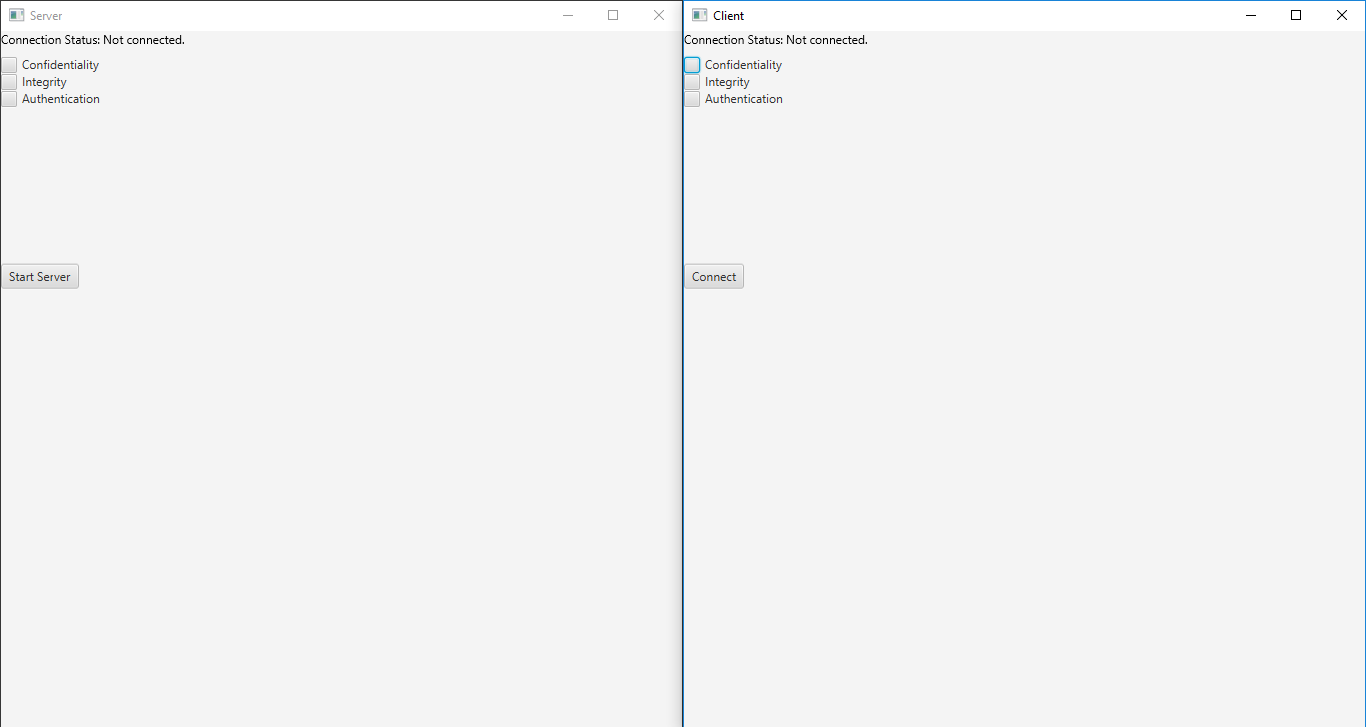 Server
Connection Status: Not connected.
Confidentiality
Integrity
Authentication
Start Server
Client
Connection Status: Not connected.
Confidentiality
Integrity
Authentication
Connect